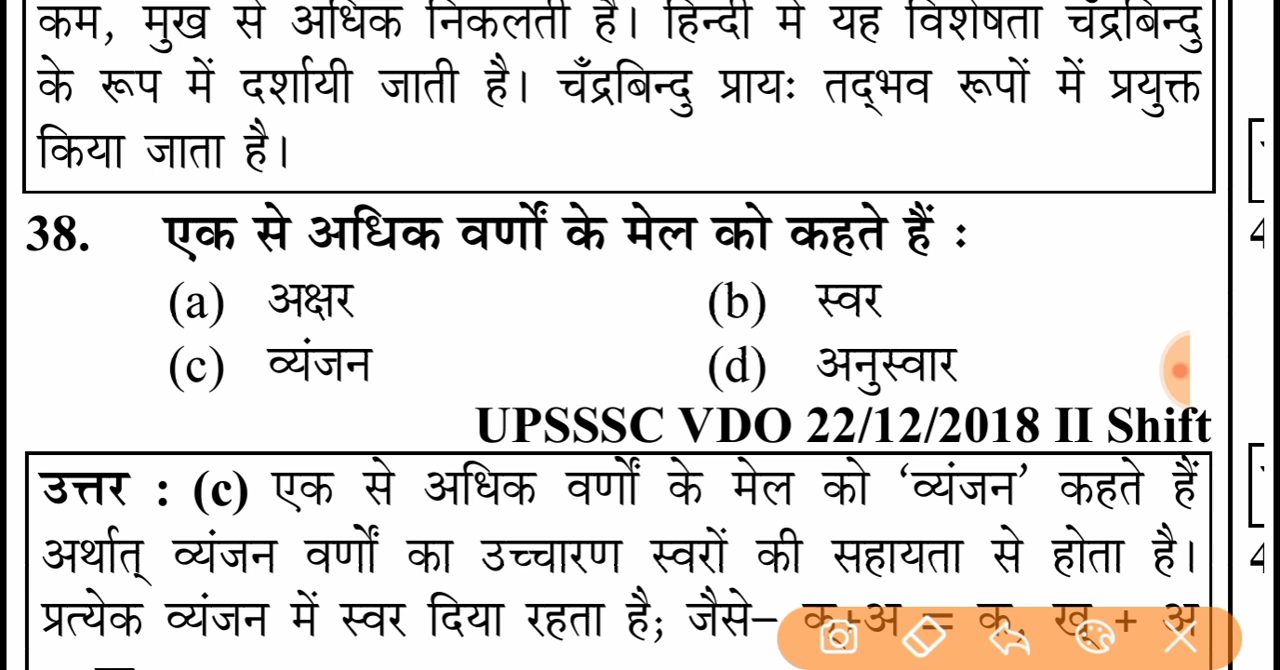 कम, मुख से अधिक निकलती है। हिन्दी में यह विशेषता चँद्रबिन्दु
के रूप में दर्शायी जाती है। चँद्रबिन्दु प्रायः तद्भव रूपों में प्रयुक्त
किया जाता है।
38. एक से अधिक वर्णों के मेल को कहते हैं :
(a) अक्षर (b) स्वर
(c) व्यंजन (d) अनुस्वार
UPSSSC VDO 22/12/2018 II Shift
उत्तर : (c) एक से अधिक वर्णों के मेल को ‘व्यंजन’ कहते हैं
अर्थात् व्यंजन वर्णों का उच्चारण स्वरों की सहायता से होता है।
प्रत्येक व्यंजन में स्वर दिया रहता है; जैसे– क्+अ = क, ख् + अ
4
4